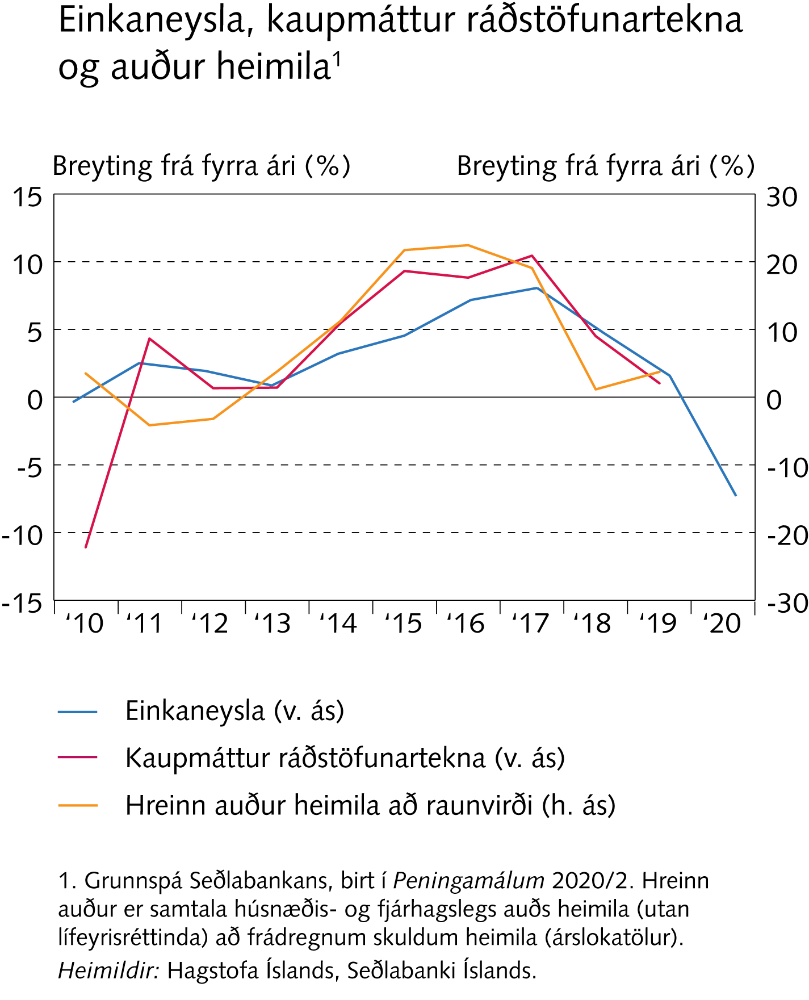 Einkaneysla, kaupmáttur ráðstöfunartekna
og auður heimila¹
Breyting frá fyrra ári (%) Breyting frá fyrra ári (%)
15 30
10 20
5 10
0 0
-5 -10
-10 -20
-15 -30
‘10 ‘11 ‘12 ‘13 ‘14 ‘15 ‘16 ‘17 ‘18 ‘19 ‘20
Einkaneysla (v. ás)
Kaupmáttur ráðstöfunartekna (v. ás)
Hreinn auður heimila að raunvirði (h. ás)
1. Grunnspá Seðlabankans, birt í Peningamálum 2020/2. Hreinn
auður er samtala húsnæðis- og fjárhagslegs auðs heimila (utan
lífeyrisréttinda) að frádregnum skuldum heimila (árslokatölur).
Heimildir: Hagstofa Íslands, Seðlabanki Íslands.